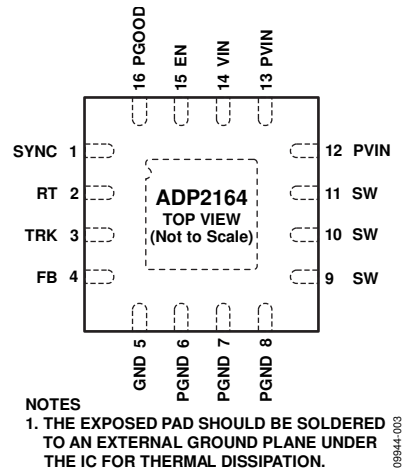 16 PGOOD
15 EN
14 VIN
13 PVIN
SYNC 1
RT 2
TRK 3
FB 4
12 PVIN
11 SW
10 SW
9 SW
ADP2164
TOP VIEW
(Not to Scale)
GND 5
PGND 6
PGND 7
PGND 8
NOTES
1. THE EXPOSED PAD SHOULD BE SOLDERED
TO AN EXTERNAL GROUND PLANE UNDER
THE IC FOR THERMAL DISSIPATION.
09944-003